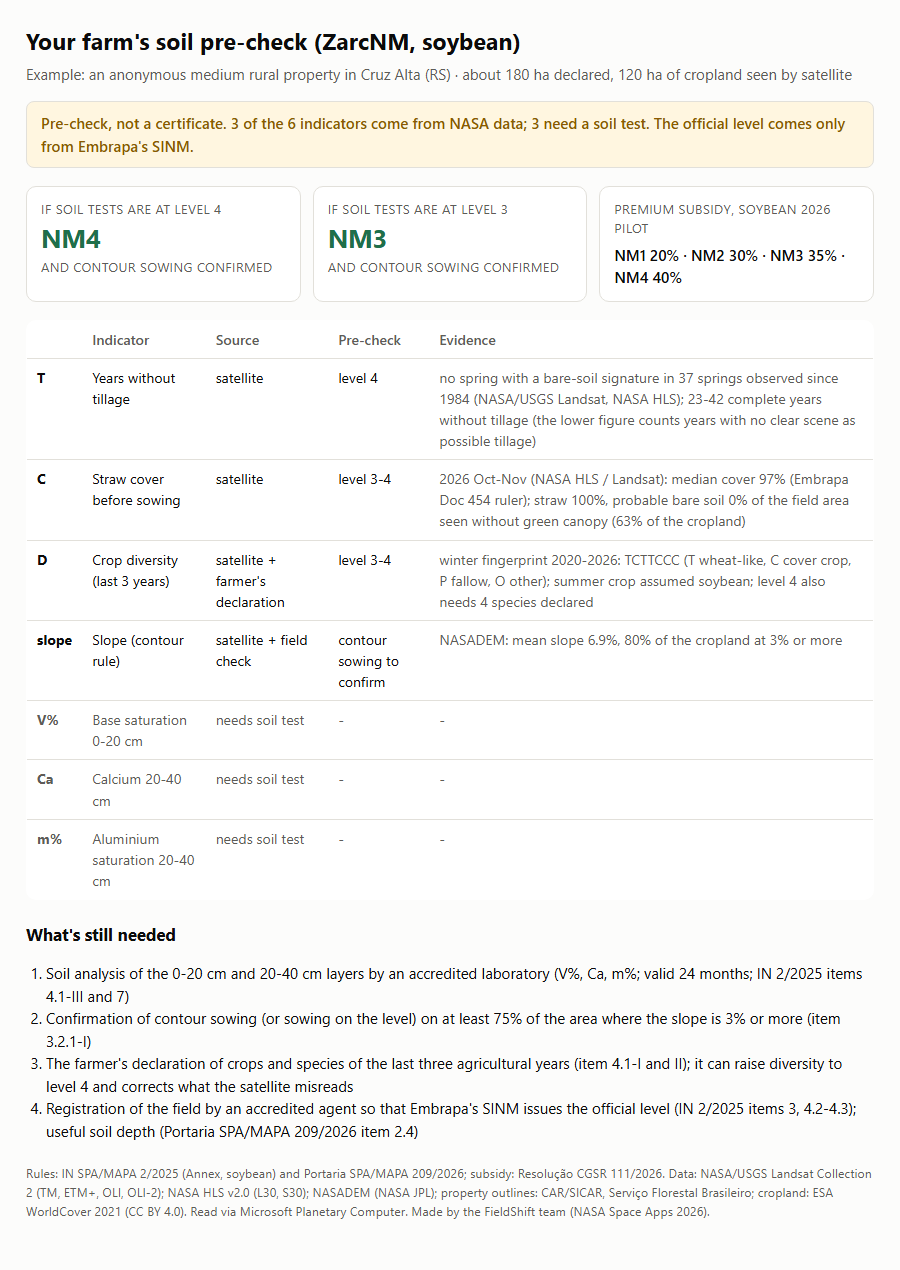 Your farm's soil pre-check (ZarcNM, soybean)
Example: an anonymous medium rural property in Cruz Alta (RS) · about 180 ha declared, 120 ha of cropland seen by satellite
Pre-check, not a certificate. 3 of the 6 indicators come from NASA data; 3 need a soil test. The official level comes only
from Embrapa's SINM.
IF SOIL TESTS ARE AT LEVEL 4
NM4
AND CONTOUR SOWING CONFIRMED
IF SOIL TESTS ARE AT LEVEL 3
NM3
AND CONTOUR SOWING CONFIRMED
PREMIUM SUBSIDY, SOYBEAN 2026
PILOT
NM1 20% · NM2 30% · NM3 35% ·
NM4 40%
Indicator Source Pre-check Evidence
T Years without satellite level 4 no spring with a bare-soil signature in 37 springs observed since
tillage 1984 (NASA/USGS Landsat, NASA HLS); 23-42 complete years
without tillage (the lower figure counts years with no clear scene as
possible tillage)
C Straw cover satellite level 3-4 2026 Oct-Nov (NASA HLS / Landsat): median cover 97% (Embrapa
before sowing Doc 454 ruler); straw 100%, probable bare soil 0% of the field area
seen without green canopy (63% of the cropland)
D Crop diversity satellite + level 3-4 winter fingerprint 2020-2026: TCTTCCC (T wheat-like, C cover crop,
(last 3 years) farmer's P fallow, O other); summer crop assumed soybean; level 4 also
declaration needs 4 species declared
slope Slope (contour satellite + field contour NASADEM: mean slope 6.9%, 80% of the cropland at 3% or more
rule) check sowing to
confirm
V% Base saturation needs soil test - -
0-20 cm
Ca Calcium 20-40 needs soil test - -
cm
m% Aluminium needs soil test - -
saturation 20-40
cm
What's still needed
1. Soil analysis of the 0-20 cm and 20-40 cm layers by an accredited laboratory (V%, Ca, m%; valid 24 months; IN 2/2025 items
4.1-III and 7)
2. Confirmation of contour sowing (or sowing on the level) on at least 75% of the area where the slope is 3% or more (item
3.2.1-I)
3. The farmer's declaration of crops and species of the last three agricultural years (item 4.1-I and II); it can raise diversity to
level 4 and corrects what the satellite misreads
4. Registration of the field by an accredited agent so that Embrapa's SINM issues the official level (IN 2/2025 items 3, 4.2-4.3);
useful soil depth (Portaria SPA/MAPA 209/2026 item 2.4)
Rules: IN SPA/MAPA 2/2025 (Annex, soybean) and Portaria SPA/MAPA 209/2026; subsidy: Resolução CGSR 111/2026. Data: NASA/USGS Landsat Collection
2 (TM, ETM+, OLI, OLI-2); NASA HLS v2.0 (L30, S30); NASADEM (NASA JPL); property outlines: CAR/SICAR, Serviço Florestal Brasileiro; cropland: ESA
WorldCover 2021 (CC BY 4.0). Read via Microsoft Planetary Computer. Made by the FieldShift team (NASA Space Apps 2026).